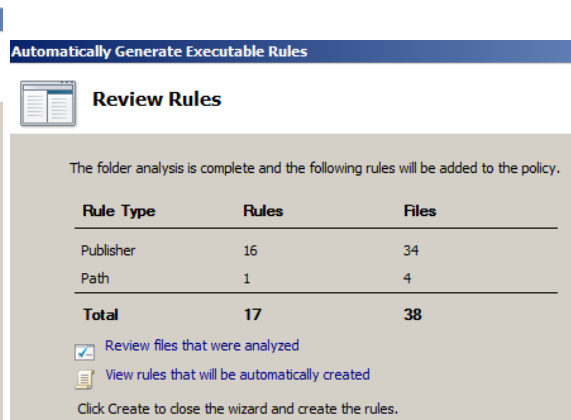 Automatically Generate Executable Rules
Review Rules
The folder analysis is complete and the following rules will be added to the policy.
Rule Type Rules Files
Publisher 16 34
Path 1 4
Total 17 38
Review files that were analyzed
View rules that will be automatically created
Click Create to close the wizard and create the rules.